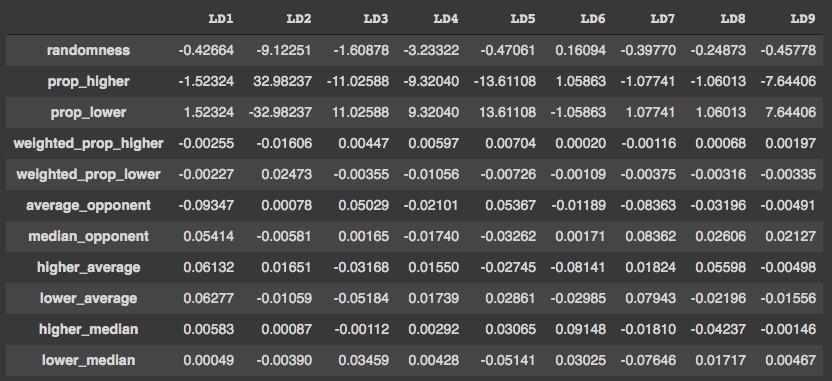 LD1 LD2 LD3 LD4 LD5 LD6 LD7 LD8 LD9
randomness -0.42664 -9.12251 -1.60878 -3.23322 -0.47061 0.16094 -0.39770 -0.24873 -0.45778
prop_higher -1.52324 32.98237 -11.02588 -9.32040 -13.61108 1.05863 -1.07741 -1.06013 -7.64406
prop_lower 1.52324 -32.98237 11.02588 9.32040 13.61108 -1.05863 1.07741 1.06013 7.64406
weighted_prop_higher -0.00255 -0.01606 0.00447 0.00597 0.00704 0.00020 -0.00116 0.00068 0.00197
weighted_prop_lower -0.00227 0.02473 -0.00355 -0.01056 -0.00726 -0.00109 -0.00375 -0.00316 -0.00335
average_opponent -0.09347 0.00078 0.05029 -0.02101 0.05367 -0.01189 -0.08363 -0.03196 -0.00491
median_opponent 0.05414 -0.00581 0.00165 -0.01740 -0.03262 0.00171 0.08362 0.02606 0.02127
higher_average 0.06132 0.01651 -0.03168 0.01550 -0.02745 -0.08141 0.01824 0.05598 -0.00498
lower_average 0.06277 -0.01059 -0.05184 0.01739 0.02861 -0.02985 0.07943 -0.02196 -0.01556
higher_median 0.00583 0.00087 -0.00112 0.00292 0.03065 0.09148 -0.01810 -0.04237 -0.00146
lower_median 0.00049 -0.00390 0.03459 0.00428 -0.05141 0.03025 -0.07646 0.01717 0.00467